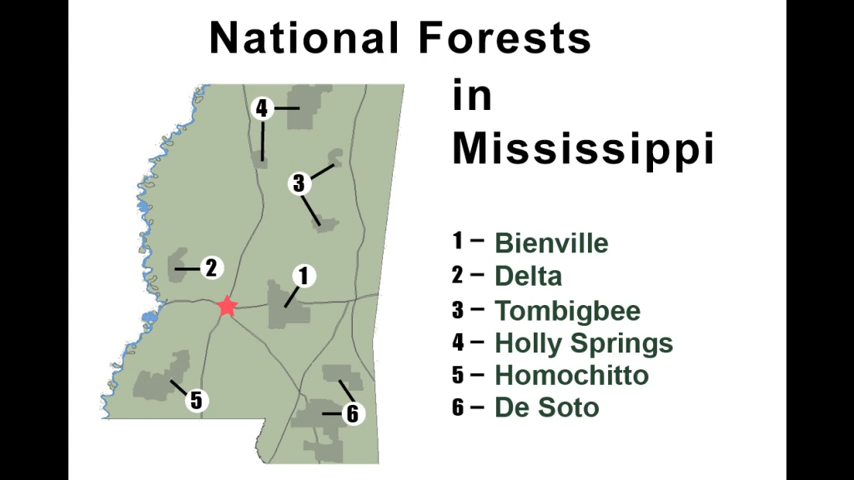 National Forests
in
Mississippi
4
3
2
1
5
6
1 – Bienville
2 – Delta
3 – Tombigbee
4 – Holly Springs
5 – Homochitto
6 – De Soto